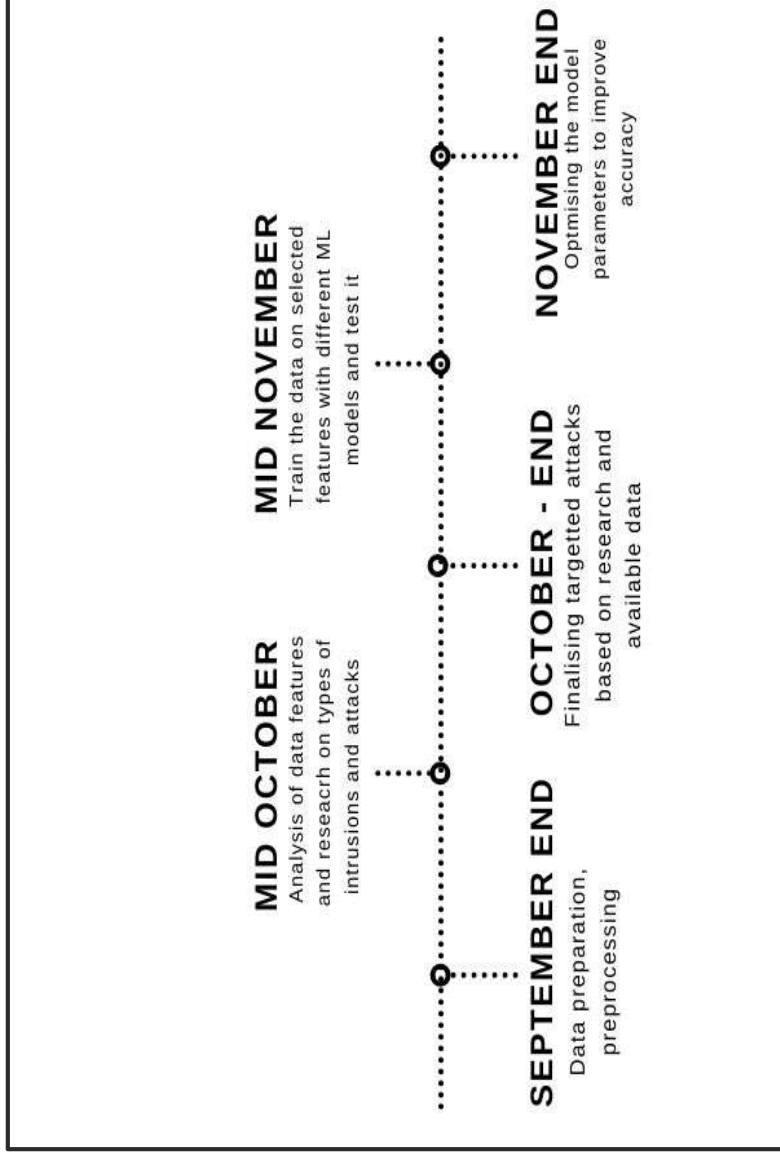 SEPTEMBER END
Data preparation,
preprocessing
MID OCTOBER
Analysis of data features
and reseacrh on types of
intrusions and attacks
OCTOBER - END
Finalising targetted attacks
based on research and
available data
MID NOVEMBER
Train the data on selected
features with different ML
models and test it
NOVEMBER END
Optmising the model
parameters to improve
accuracy